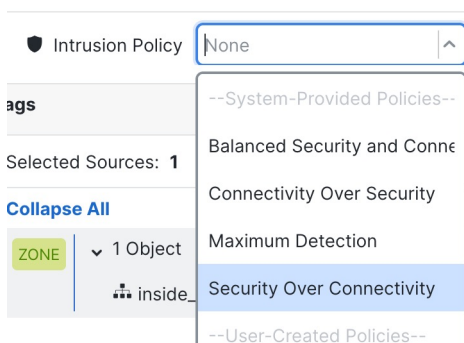 Intrusion Policy
None
--System-Provided Policies--
ags
Balanced Security and Conne
Selected Sources: 1
Connectivity Over Security
Collapse All
Maximum Detection
ZONE
1 Object
Security Over Connectivity
inside_
--User-Created Policies--